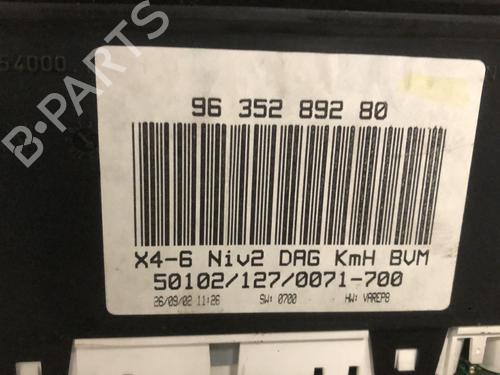 54000
96 352 892 80
X4-6 Niv2 DAG KmH BVM
50102/127/0071-700
26/09/02 11:26 SW: 0700 HW: VAREP8
B-PARTS